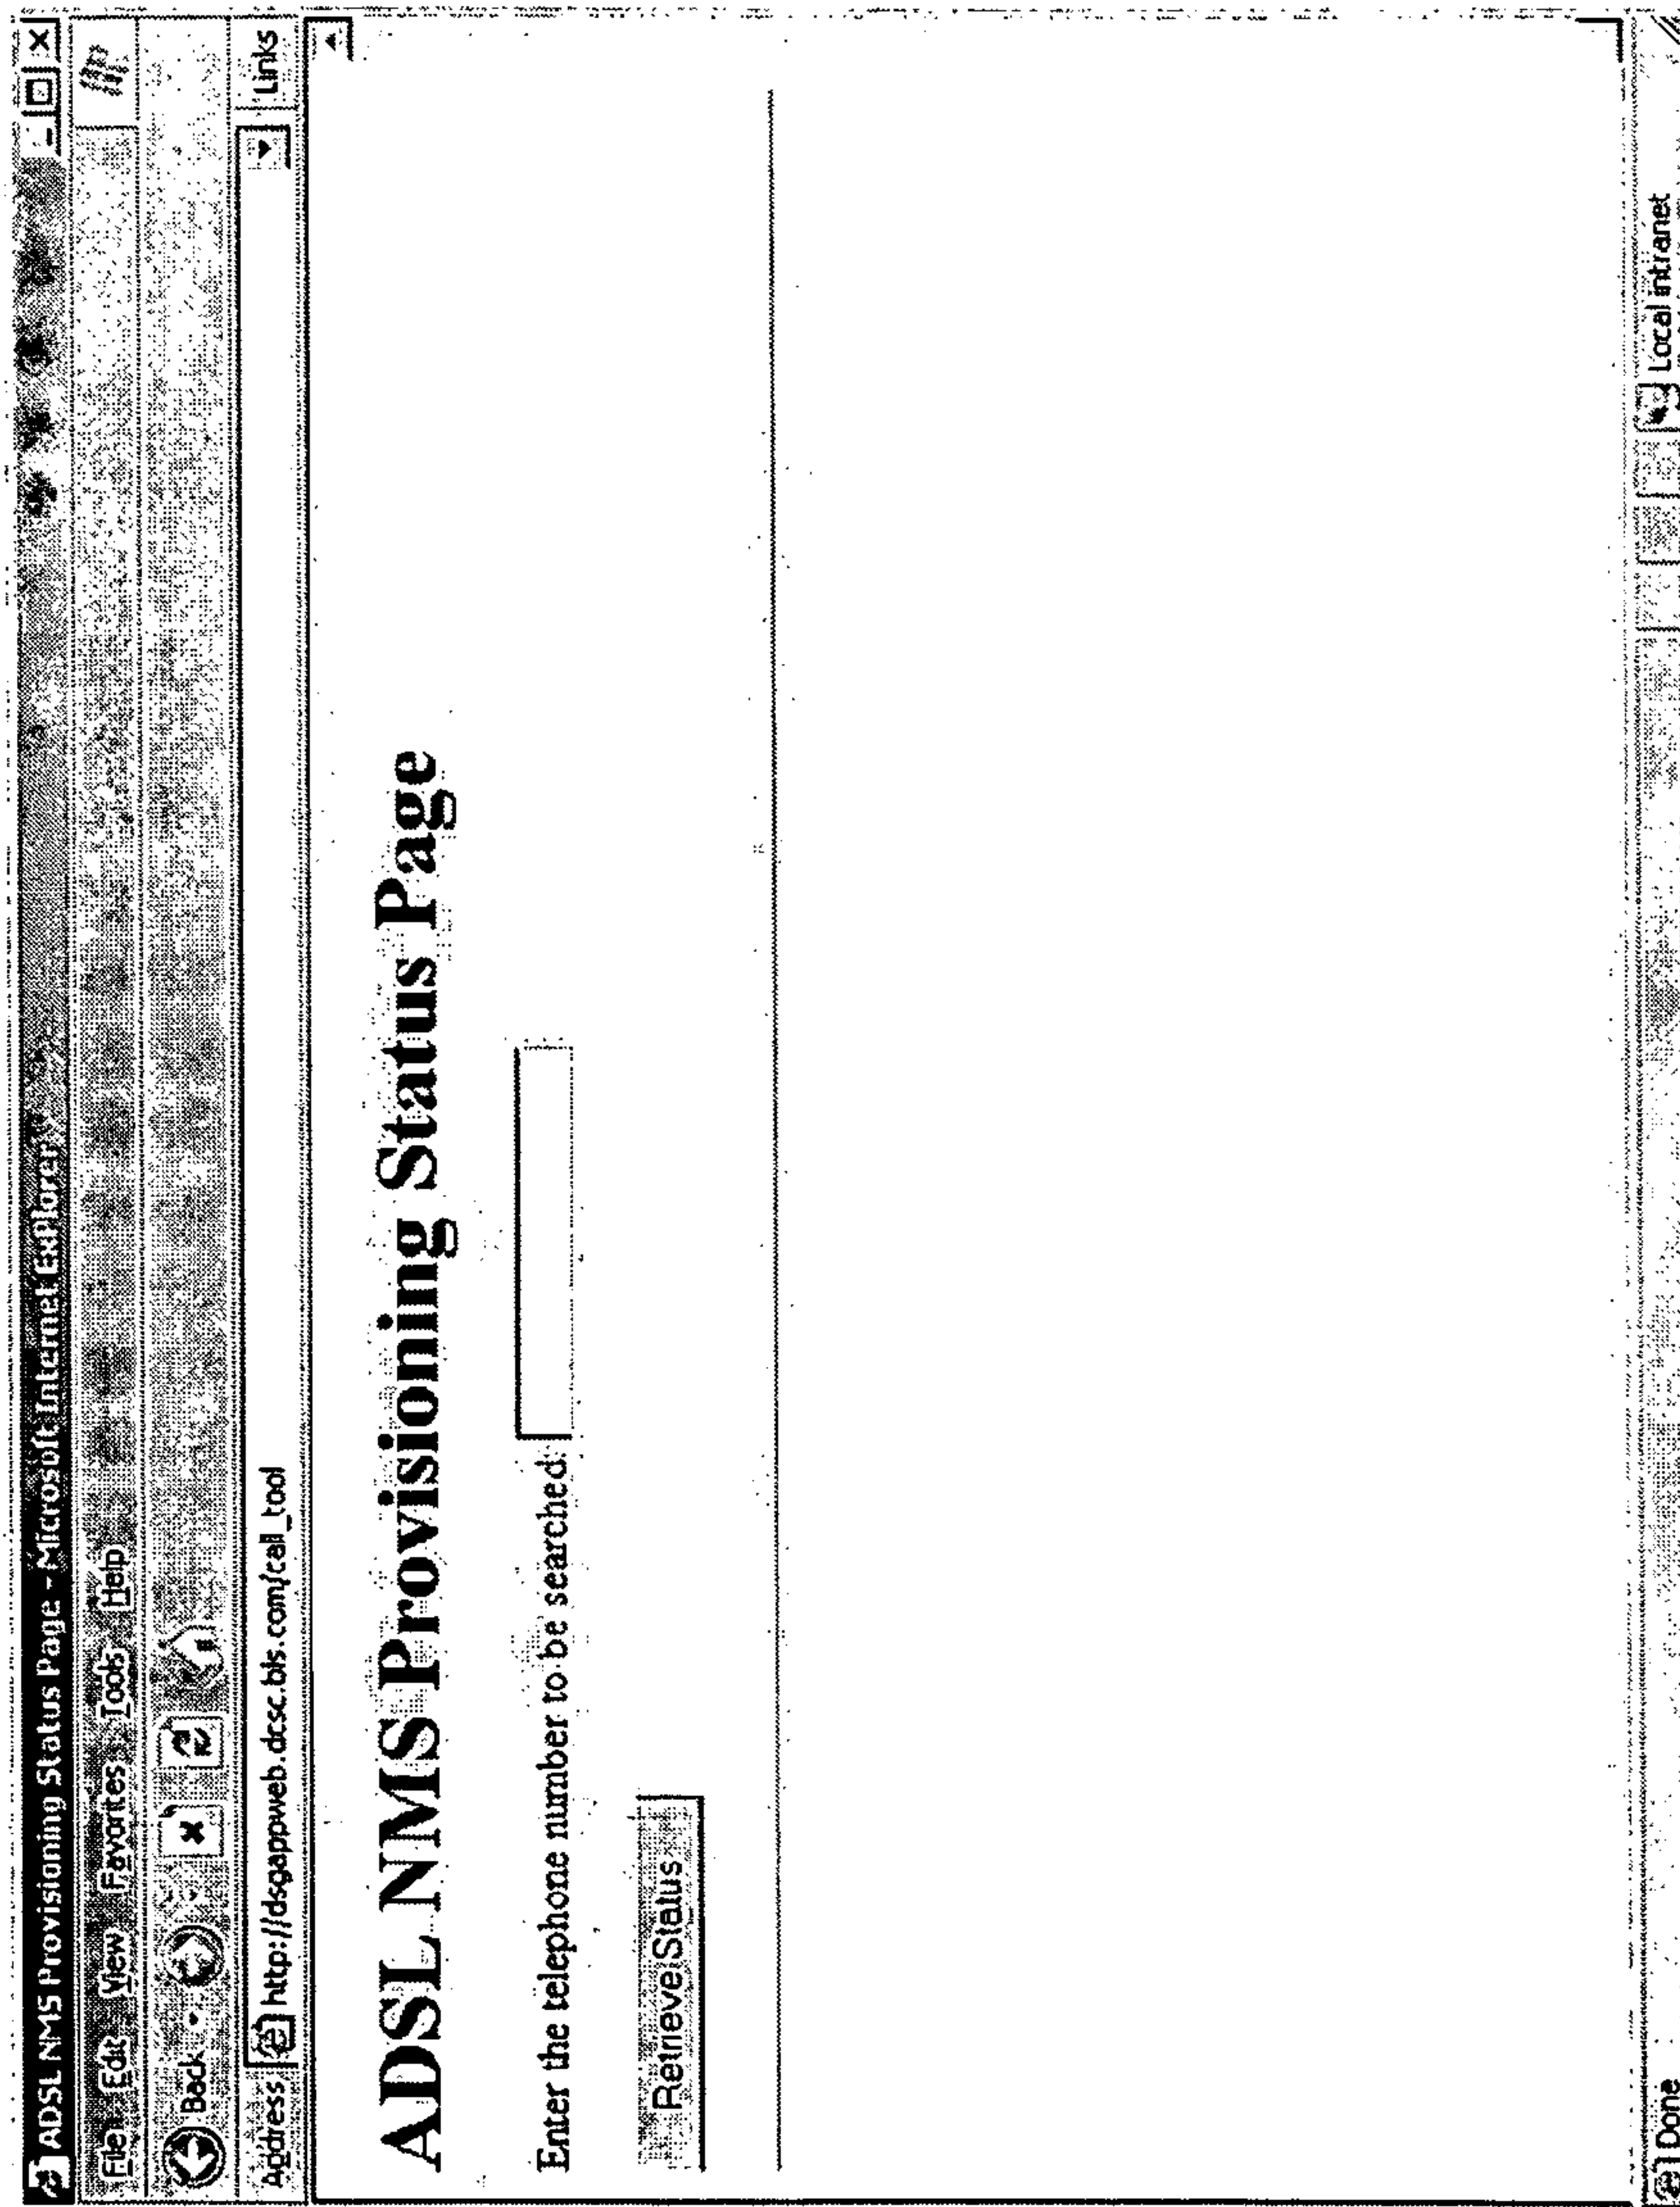 ADSL NMS Provisioning Status Page - Microsoft Internet Explorer
File Edit View Favorites Tools Help
Back
Address http://dsgappweb.dcsc.bls.com/call_tool Links
ADSL NMS Provisioning Status Page
Enter the telephone number to be searched:
RetrieveStatus
Done Local intranet